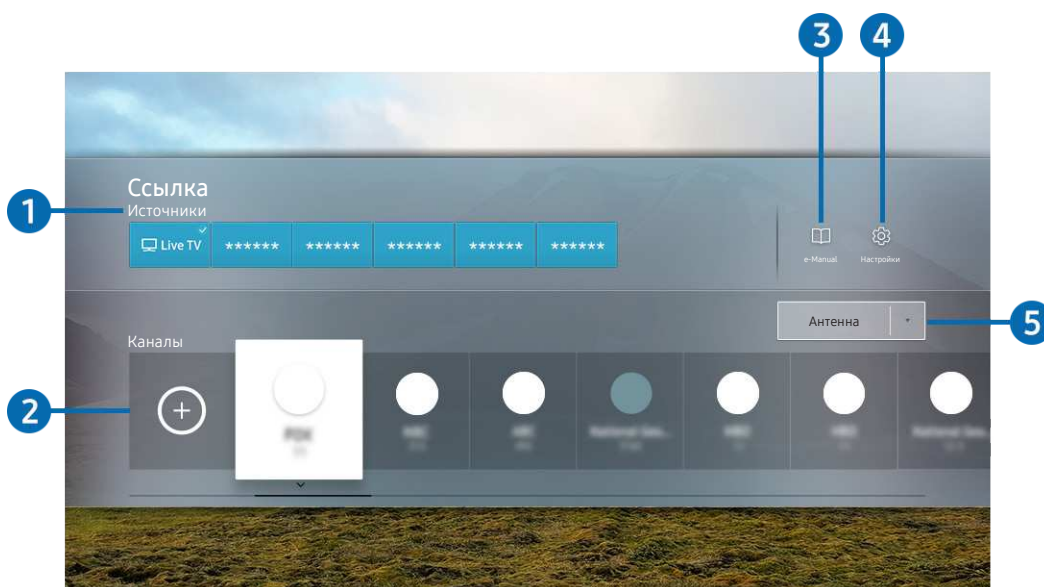 3
4
Ссылка
1
Источники
Live TV
******
******
******
******
******
e-Manual
Настройки
Антенна
5
Каналы
2